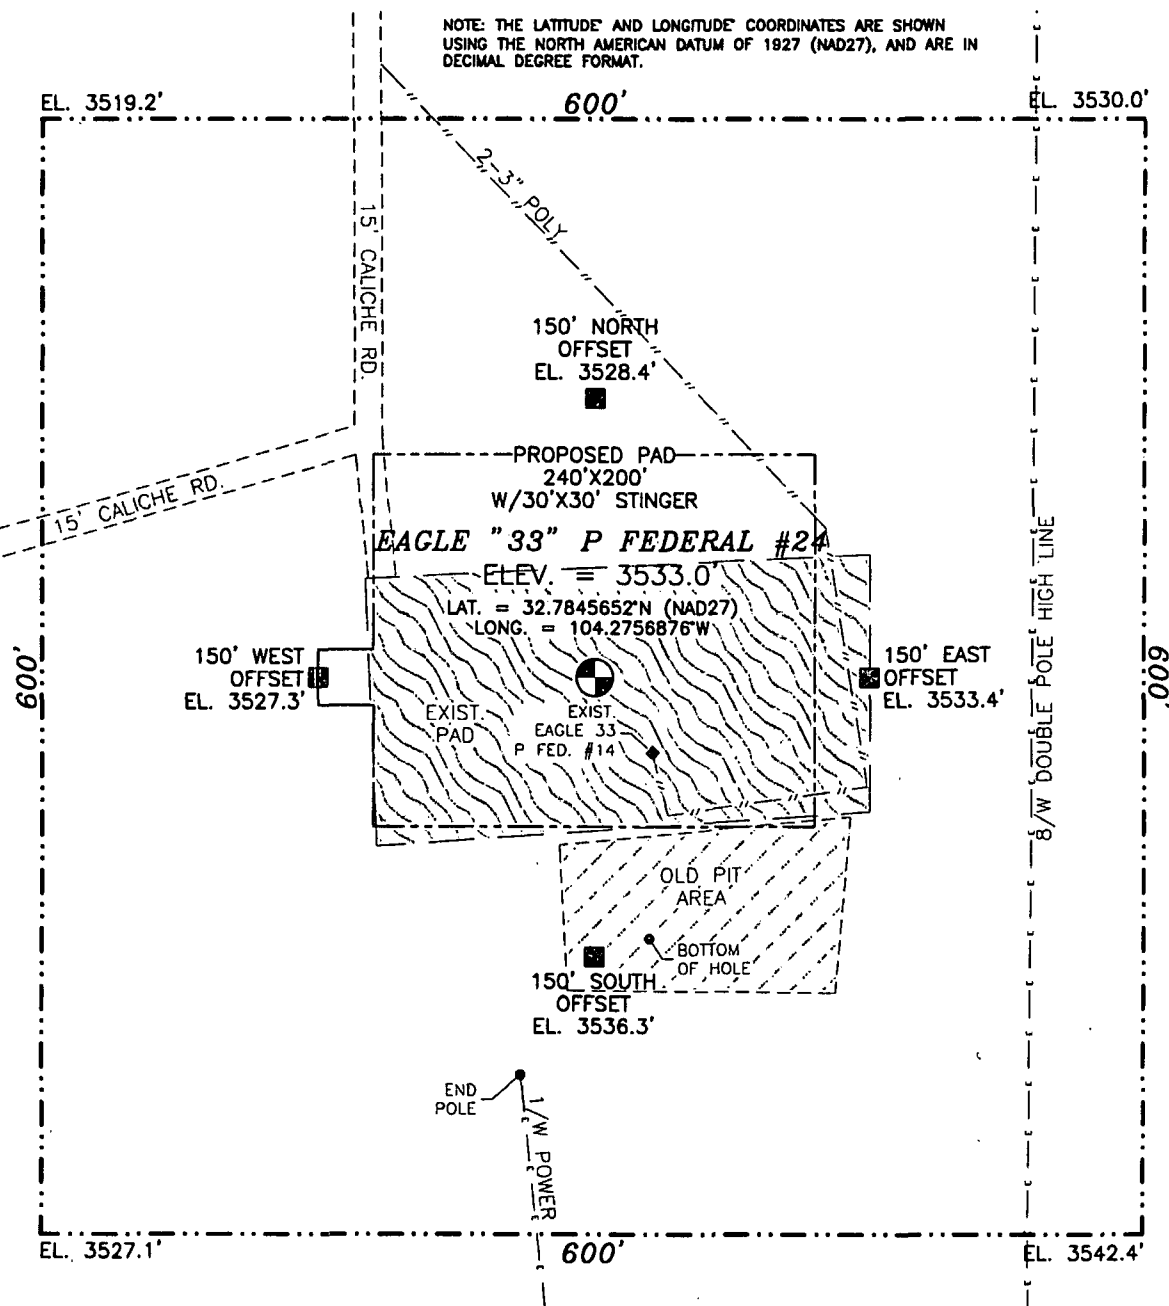 NOTE: THE LATITUDE AND LONGITUDE COORDINATES ARE SHOWN
USING THE NORTH AMERICAN DATUM OF 1927 (NAD27), AND ARE IN
DECIMAL DEGREE FORMAT.
EL. 3519.2'
600'
EL. 3530.0'
2-3" POLY
15' CALICHE RD.
150' NORTH
OFFSET
EL. 3528.4'
PROPOSED PAD
240'X200'
W/30'X30' STINGER
15' CALICHE RD.
EAGLE "33" P FEDERAL #24
ELEV. = 3533.0'
LAT. = 32.7845652°N (NAD27)
LONG. = 104.2756876°W
8/W DOUBLE POLE HIGH LINE
600'
150' WEST
OFFSET
EL. 3527.3'
150' EAST
OFFSET
EL. 3533.4'
600'
EXIST.
PAD
EXIST.
EAGLE 33
P FED. #14
OLD PIT
AREA
BOTTOM
OF HOLE
150' SOUTH
OFFSET
EL. 3536.3'
END
POLE
1/W POWER
EL. 3527.1'
600'
EL. 3542.4'